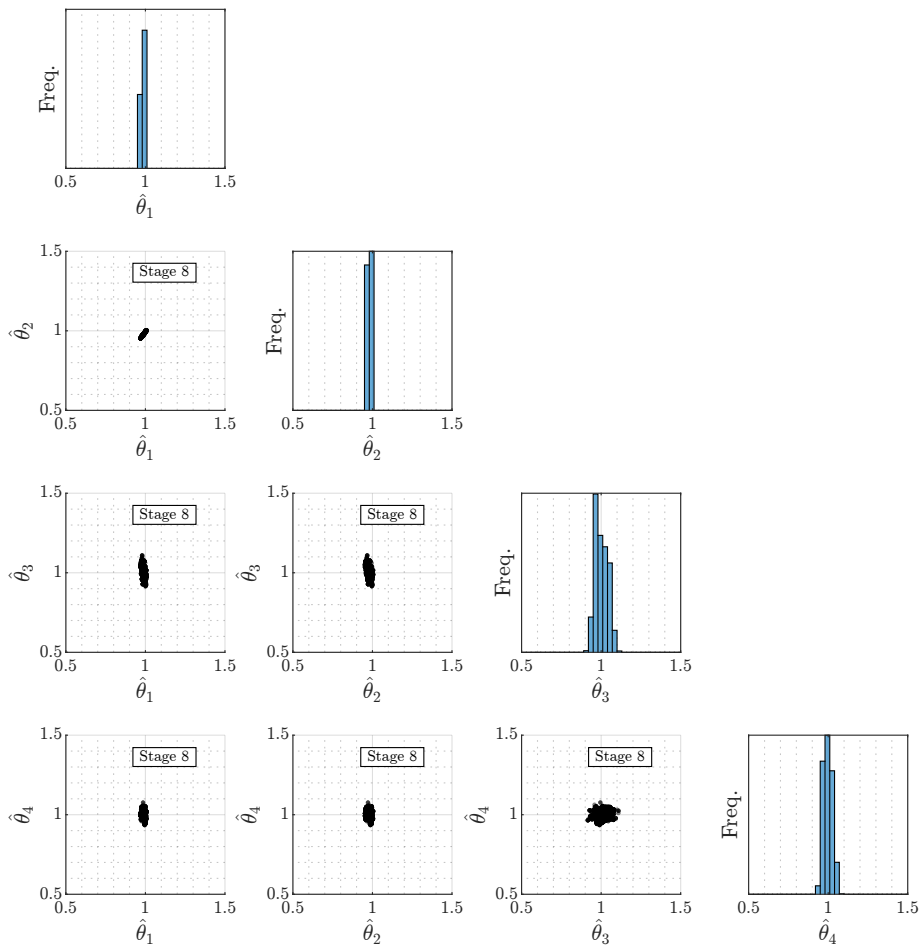 Freq.
0.5 1 1.5
θ̂₁
1.5
Stage 8
θ̂₂ 1 Freq.
0.5
0.5 1 1.5 0.5 1 1.5
θ̂₁ θ̂₂
1.5 1.5
Stage 8 Stage 8
θ̂₃ 1 θ̂₃ 1 Freq.
0.5 0.5
0.5 1 1.5 0.5 1 1.5 0.5 1 1.5
θ̂₁ θ̂₂ θ̂₃
1.5 1.5 1.5
Stage 8 Stage 8 Stage 8
θ̂₄ 1 θ̂₄ 1 θ̂₄ 1 Freq.
0.5 0.5 0.5
0.5 1 1.5 0.5 1 1.5 0.5 1 1.5 0.5 1 1.5
θ̂₁ θ̂₂ θ̂₃ θ̂₄